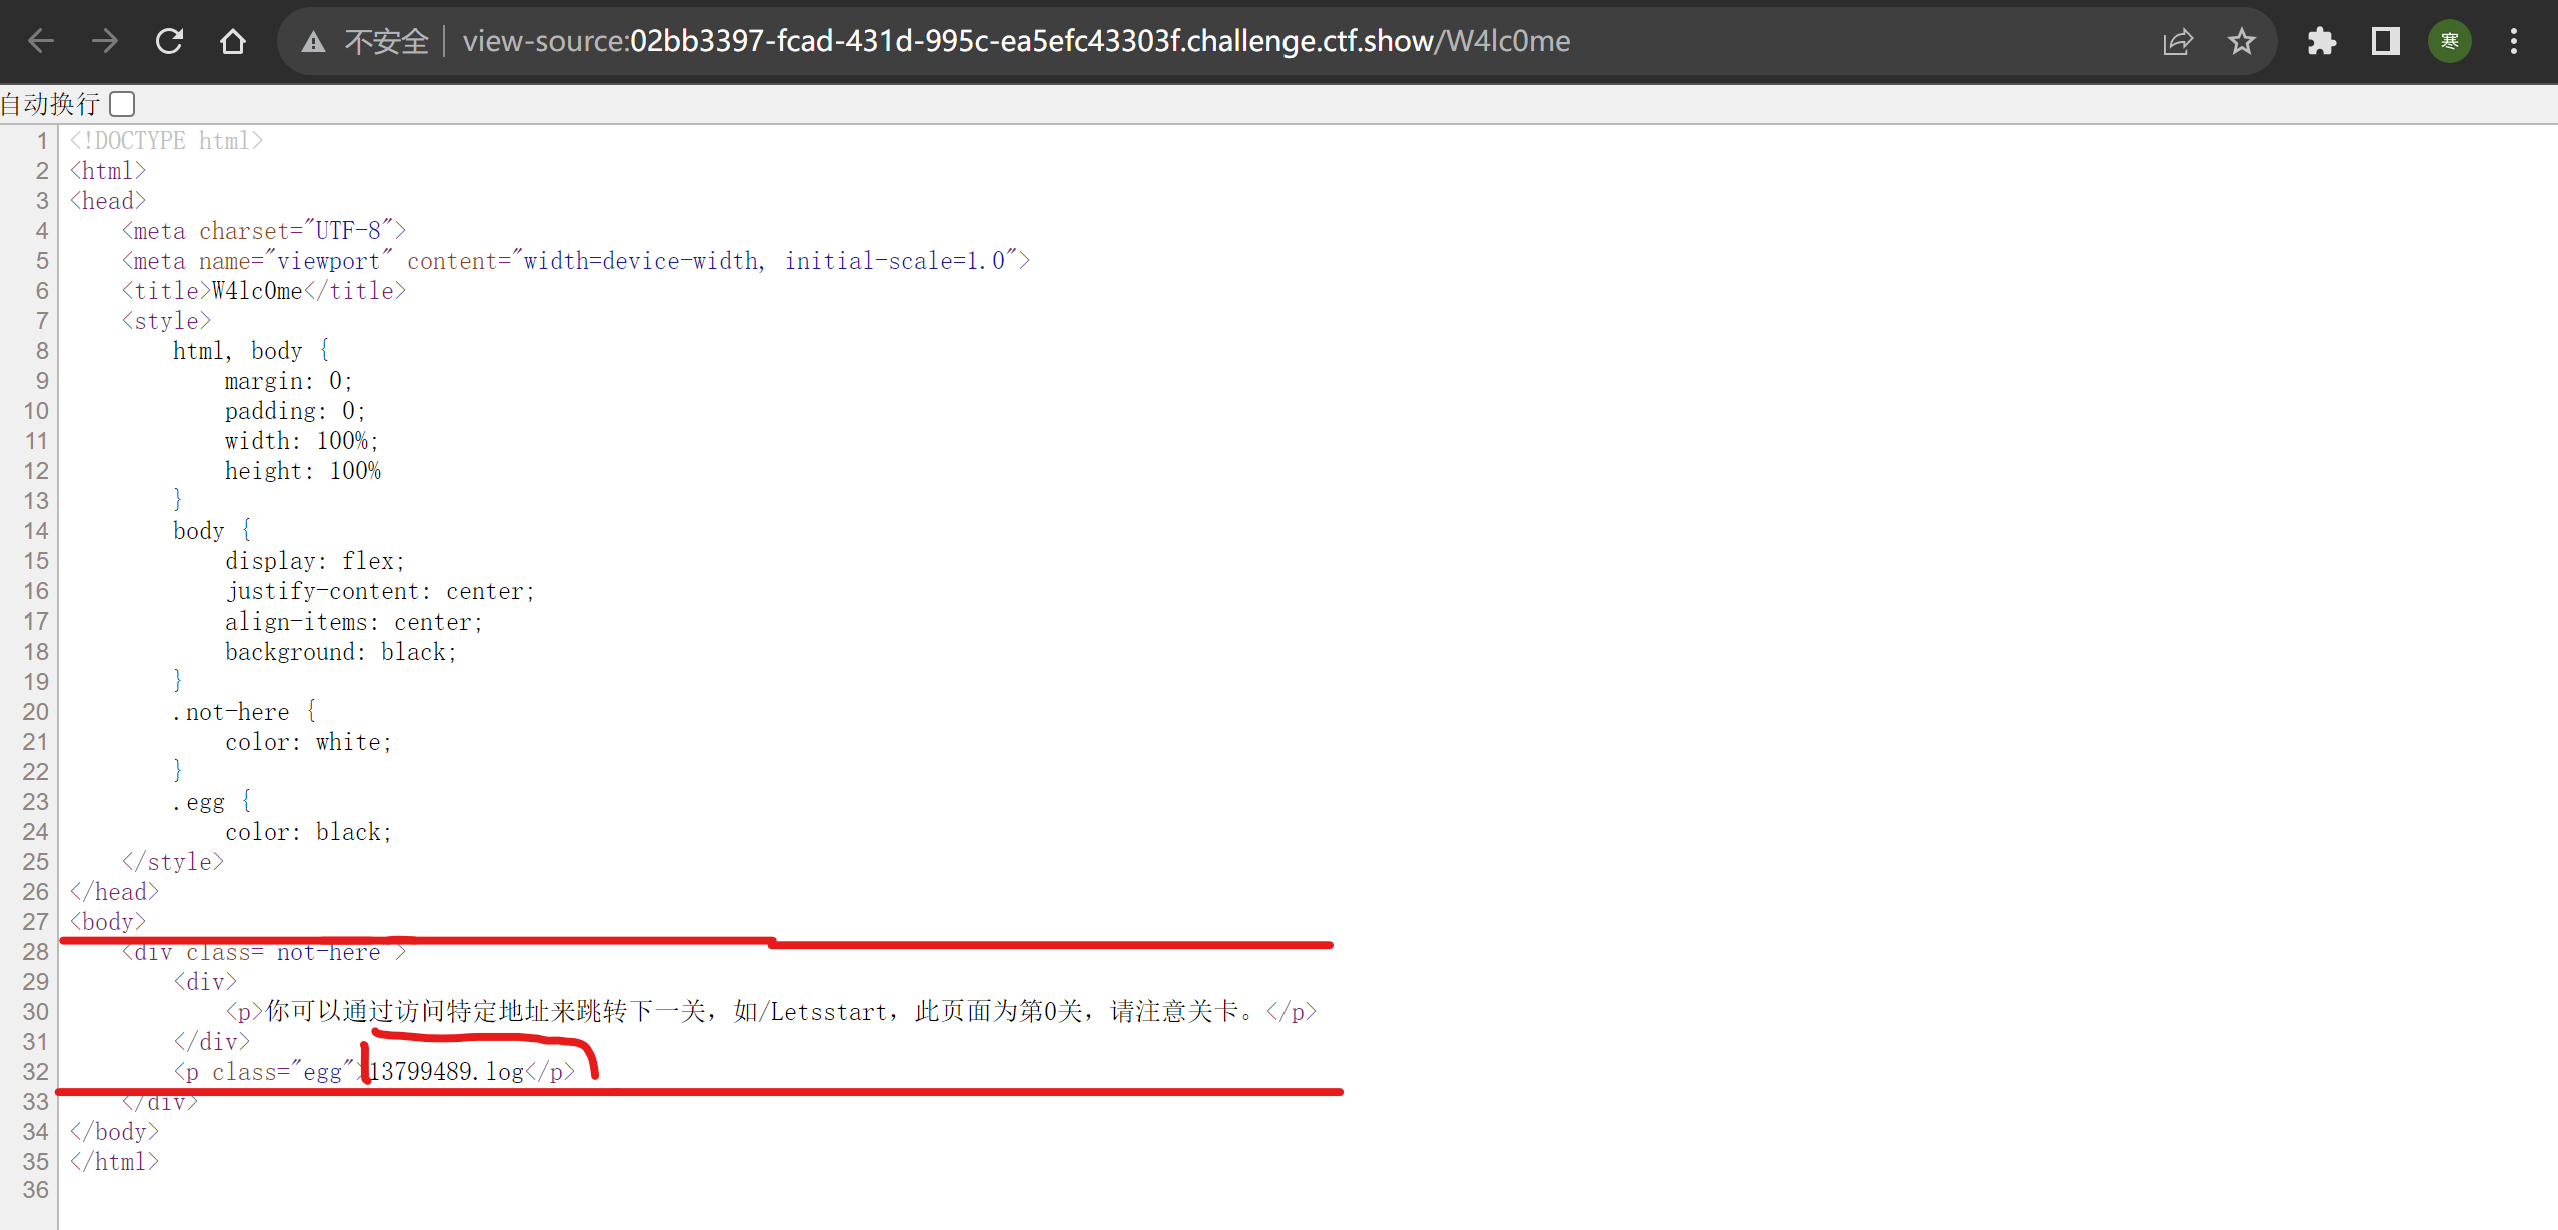 不安全 view-source:02bb3397-fcad-431d-995c-ea5efc43303f.challenge.ctf.show/W4lc0me 寒
自动换行
1 <!DOCTYPE html>
2 <html>
3 <head>
4     <meta charset="UTF-8">
5     <meta name="viewport" content="width=device-width, initial-scale=1.0">
6     <title>W4lc0me</title>
7     <style>
8         html, body {
9             margin: 0;
10             padding: 0;
11             width: 100%;
12             height: 100%
13         }
14         body {
15             display: flex;
16             justify-content: center;
17             align-items: center;
18             background: black;
19         }
20         .not-here {
21             color: white;
22         }
23         .egg {
24             color: black;
25     </style>
26 </head>
27 <body>
28     <div class="not-here">
29         <div>
30             <p>你可以通过访问特定地址来跳转下一关，如/Letsstart，此页面为第0关，请注意关卡。</p>
31         </div>
32         <p class="egg">13799489.log</p>
33     </div>
34 </body>
35 </html>
36